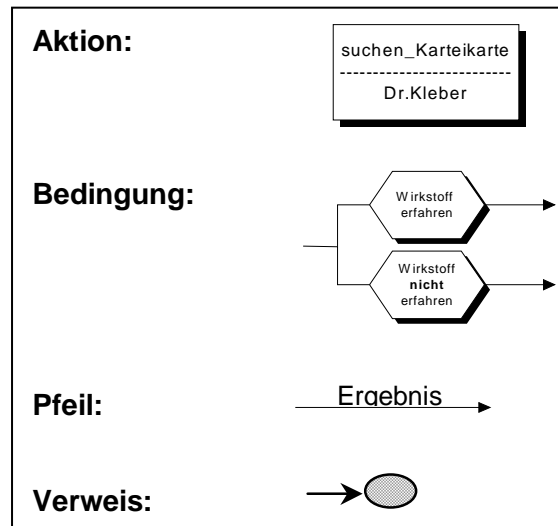 Aktion:
suchen_Karteikarte
Dr.Kleber
Bedingung:
Wirkstoff
erfahren
Wirkstoff
nicht
erfahren
Pfeil:
Ergebnis
Verweis: